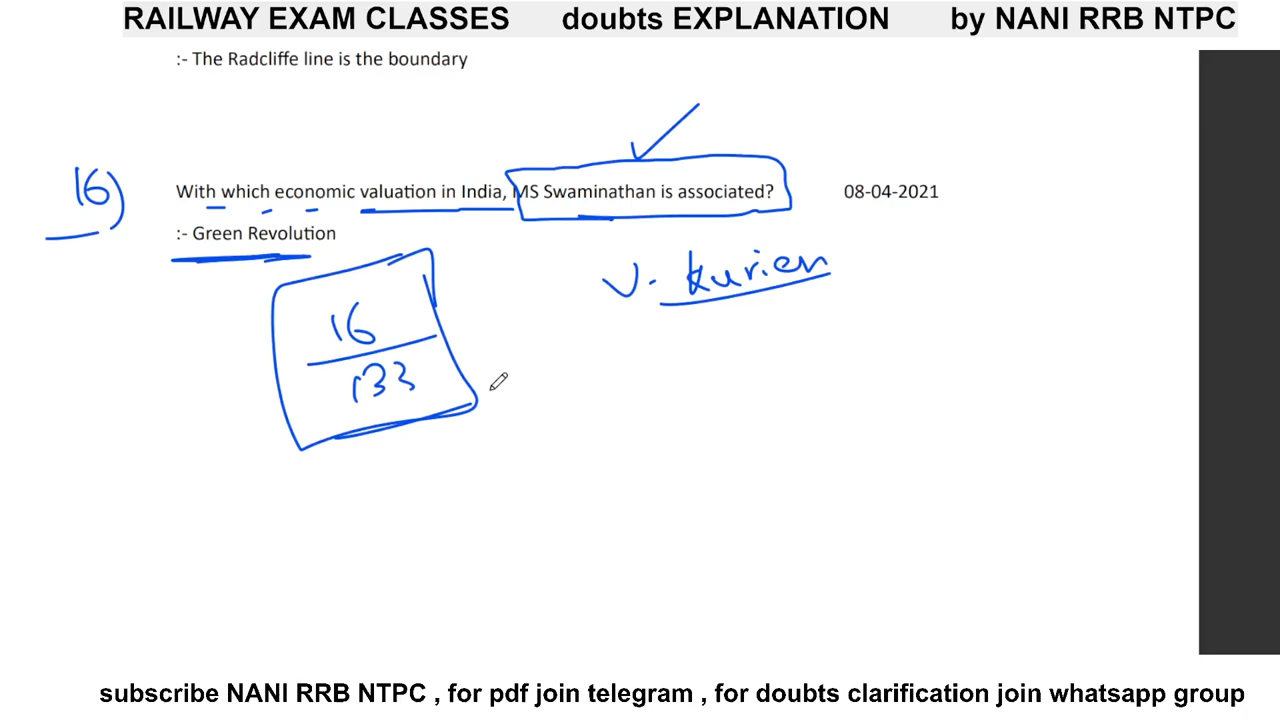 RAILWAY EXAM CLASSES doubts EXPLANATION by NANI RRB NTPC
:- The Radcliffe line is the boundary
16) With which economic valuation in India, MS Swaminathan is associated? 08-04-2021
:- Green Revolution
V. Kurien
16
133
subscribe NANI RRB NTPC , for pdf join telegram , for doubts clarification join whatsapp group